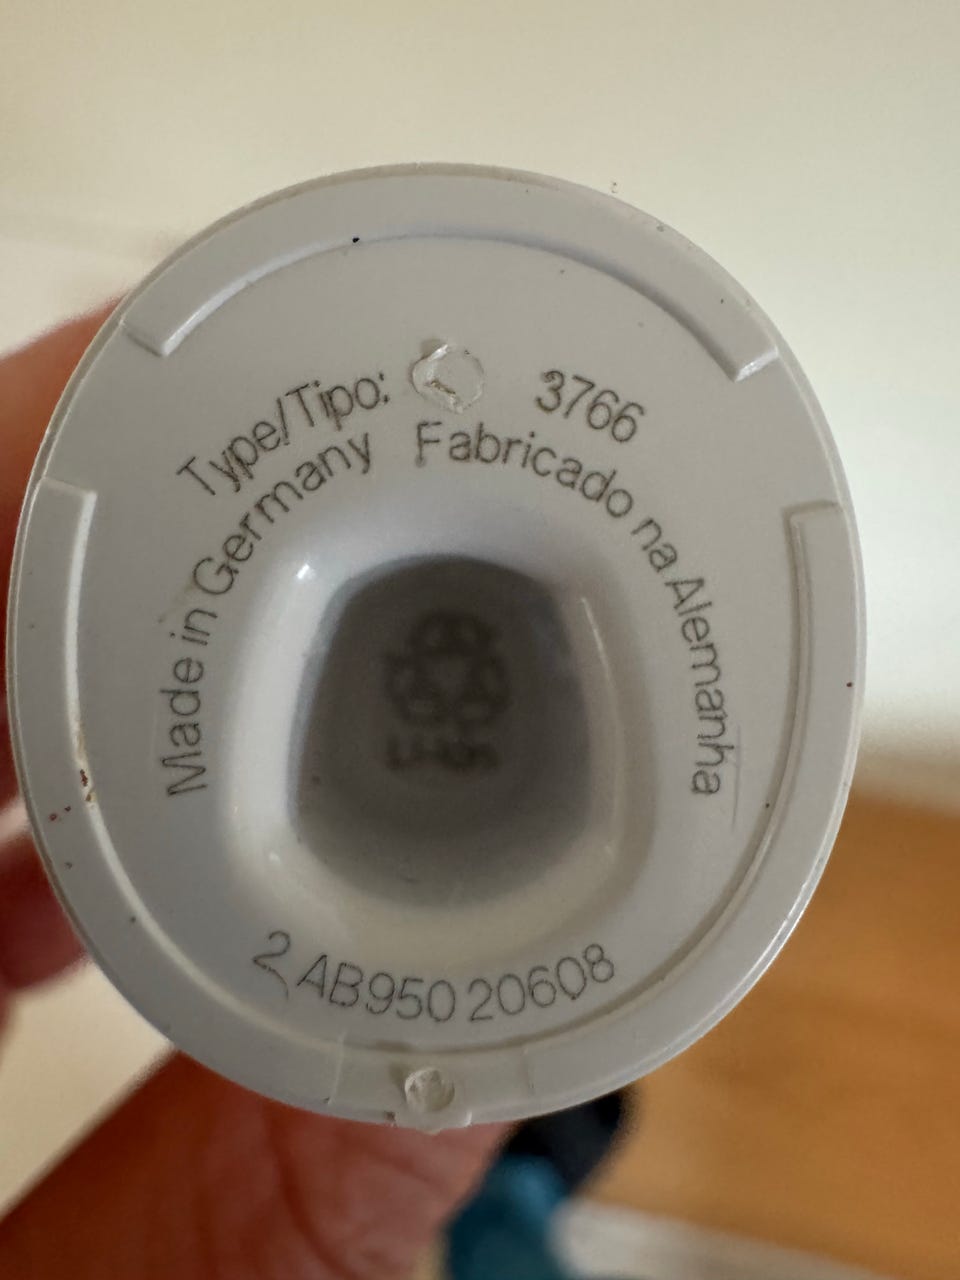 Type/Tipo: 3766
Made in Germany Fabricado na Alemanha
2 AB950 20608